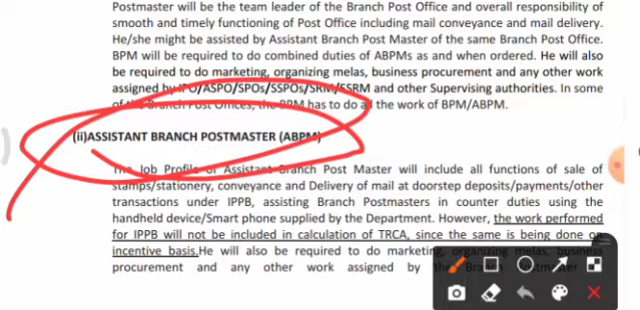 Postmaster will be the team leader of the Branch Post Office and overall responsibility of
smooth and timely functioning of Post Office including mail conveyance and mail delivery.
He/she might be assisted by Assistant Branch Post Master of the same Branch Post Office.
BPM will be required to do combined duties of ABPMs as and when ordered. He will also
be required to do marketing, organizing melas, business procurement and any other work
assigned by IPO/ASPO/SPOs/SSPOs/SRM/SSRM and other Supervising authorities. In some
of the Branch Post Offices, the BPM has to do all the work of BPM/ABPM.
(ii)ASSISTANT BRANCH POSTMASTER (ABPM)
The Job Profile of Assistant Branch Post Master will include all functions of sale of
stamps/stationery, conveyance and Delivery of mail at doorstep deposits/payments/other
transactions under IPPB, assisting Branch Postmasters in counter duties using the
handheld device/Smart phone supplied by the Department. However, the work performed
for IPPB will not be included in calculation of TRCA, since the same is being done on
incentive basis.He will also be required to do marketing, organizing melas, business
procurement and any other work assigned by the Branch